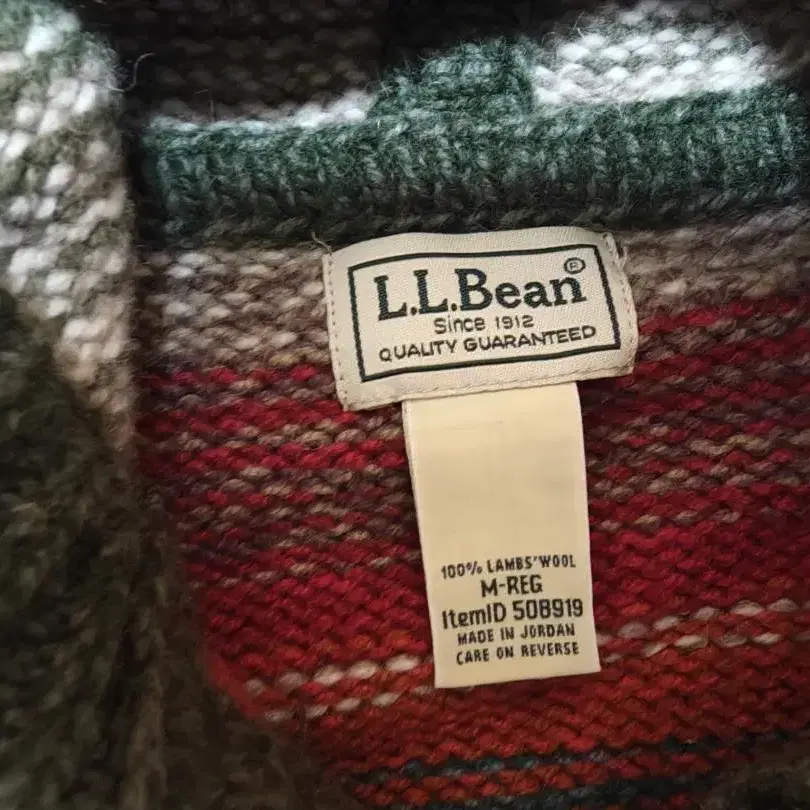 L.L.Bean®
Since 1912
QUALITY GUARANTEED
100% LAMBS' WOOL
M-REG
ItemID 508919
MADE IN JORDAN
CARE ON REVERSE